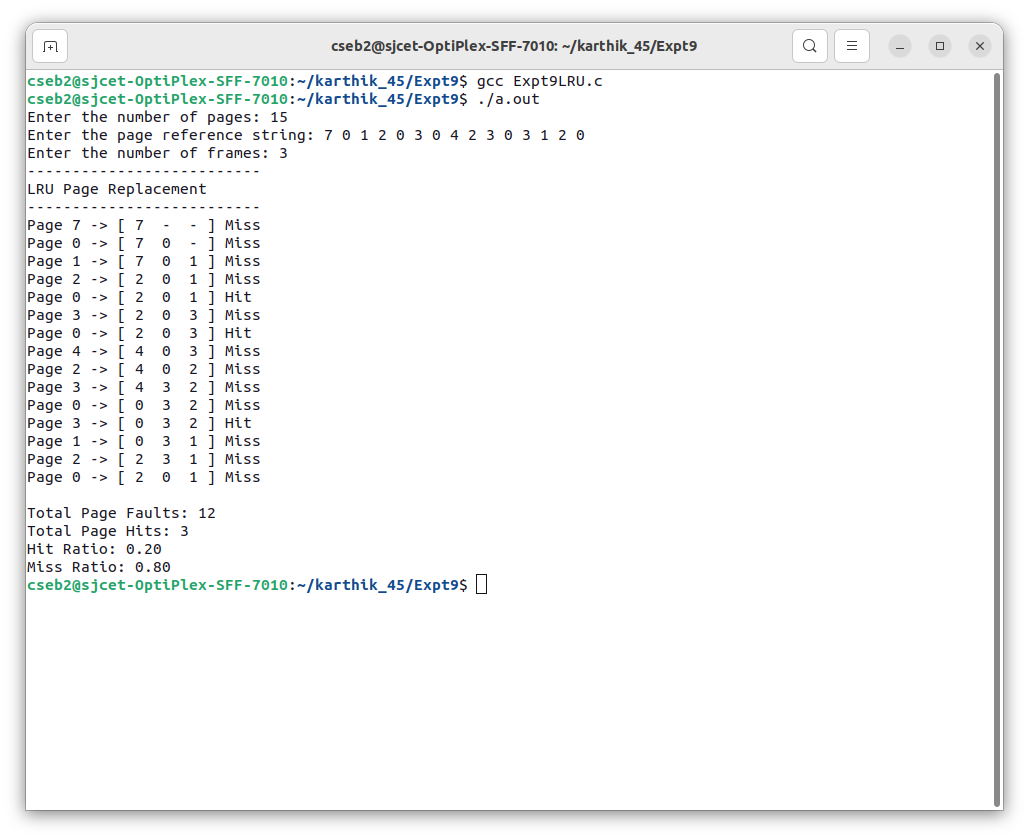 cseb2@sjcet-OptiPlex-SFF-7010: ~/karthik_45/Expt9
cseb2@sjcet-OptiPlex-SFF-7010:~/karthik_45/Expt9$ gcc Expt9LRU.c
cseb2@sjcet-OptiPlex-SFF-7010:~/karthik_45/Expt9$ ./a.out
Enter the number of pages: 15
Enter the page reference string: 7 0 1 2 0 3 0 4 2 3 0 3 1 2 0
Enter the number of frames: 3
--------------------------
LRU Page Replacement
--------------------------
Page 7 -> [ 7  -  - ] Miss
Page 0 -> [ 7  0  - ] Miss
Page 1 -> [ 7  0  1 ] Miss
Page 2 -> [ 2  0  1 ] Miss
Page 0 -> [ 2  0  1 ] Hit
Page 3 -> [ 2  0  3 ] Miss
Page 0 -> [ 2  0  3 ] Hit
Page 4 -> [ 4  0  3 ] Miss
Page 2 -> [ 4  0  2 ] Miss
Page 3 -> [ 4  3  2 ] Miss
Page 0 -> [ 0  3  2 ] Miss
Page 3 -> [ 0  3  2 ] Hit
Page 1 -> [ 0  3  1 ] Miss
Page 2 -> [ 2  3  1 ] Miss
Page 0 -> [ 2  0  1 ] Miss
Total Page Faults: 12
Total Page Hits: 3
Hit Ratio: 0.20
Miss Ratio: 0.80
cseb2@sjcet-OptiPlex-SFF-7010:~/karthik_45/Expt9$